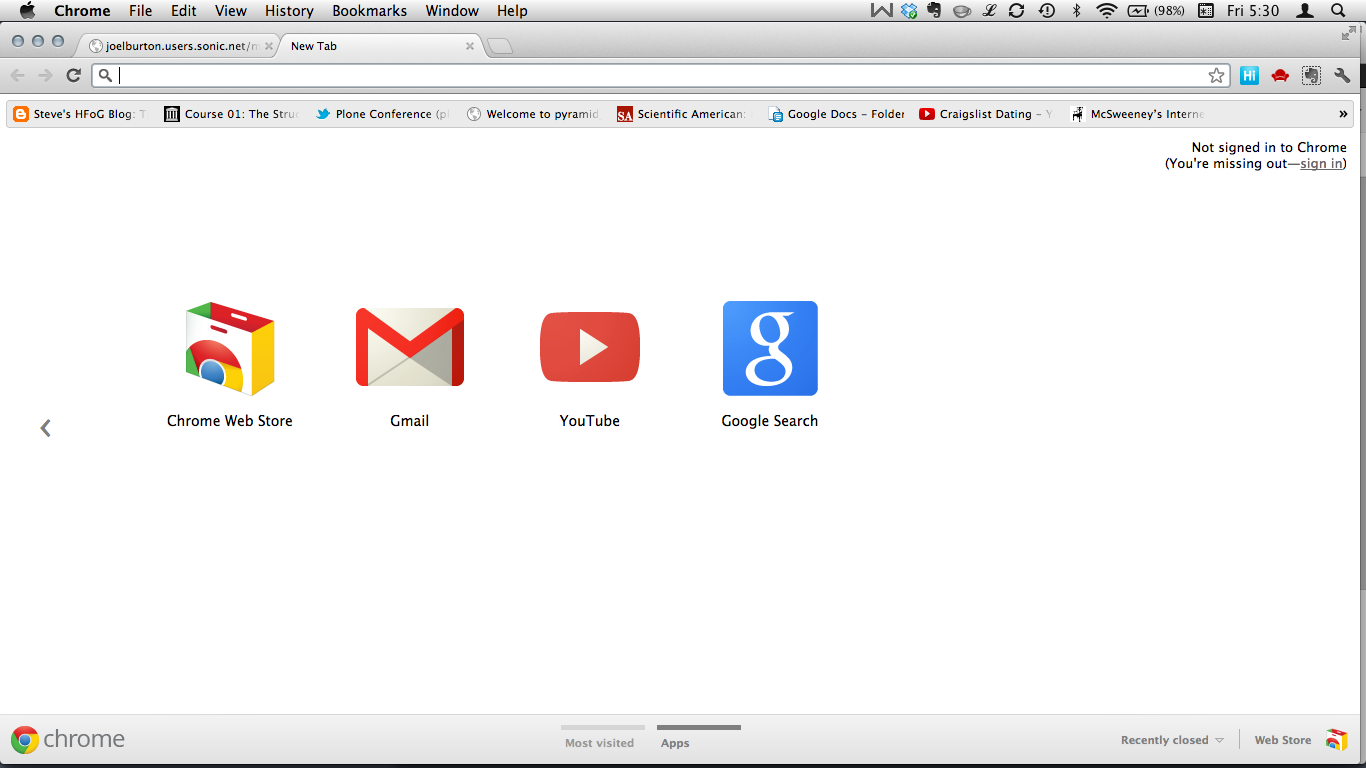 Chrome File Edit View History Bookmarks Window Help (98%) Fri 5:30
joelburton.users.sonic.net/ New Tab
Hi
Steve's HFoG Blog: Course 01: The Struc Plone Conference (pl Welcome to pyramid SA Scientific American: Google Docs – Folder Craigslist Dating – Y McSweeney's Interne »
Not signed in to Chrome
(You're missing out—sign in)
g
Chrome Web Store Gmail YouTube Google Search
chrome Most visited Apps Recently closed Web Store